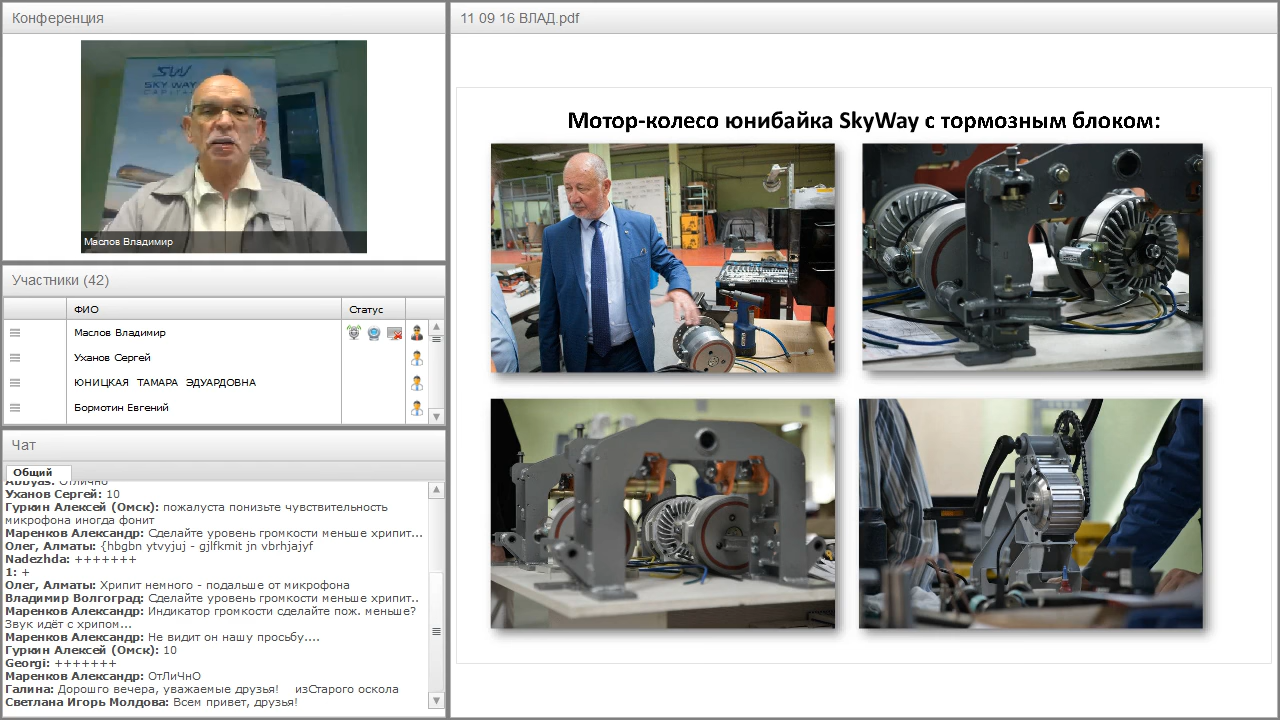 Конференция
SKY WAY
CAPITAL
Маслов Владимир
Участники (42)
ФИО
Статус
Маслов Владимир
Уханов Сергей
ЮНИЦКАЯ ТАМАРА ЭДУАРДОВНА
Бормотин Евгений
Чат
Общий
Abbyas: Отлично
Уханов Сергей: 10
Гуркин Алексей (Омск): пожалуста понизьте чувствительность
микрофона иногда фонит
Маренков Александр: Сделайте уровень громкости меньше хрипит...
Олег, Алматы: {hbgbn ytvyjuj - gjlfkmit jn vbrhjajyf
Nadezhda: +++++++
1: +
Олег, Алматы: Хрипит немного - подальше от микрофона
Владимир Волгоград: Сделайте уровень громкости меньше хрипит..
Маренков Александр: Индикатор громкости сделайте пож. меньше?
Звук идёт с хрипом...
Маренков Александр: Не видит он нашу просьбу....
Гуркин Алексей (Омск): 10
Georgi: +++++++
Маренков Александр: ОтЛиЧнО
Галина: Дорошго вечера, уважаемые друзья! изСтарого оскола
Светлана Игорь Молдова: Всем привет, друзья!
11 09 16 ВЛАД.pdf
Мотор-колесо юнибайка SkyWay с тормозным блоком: